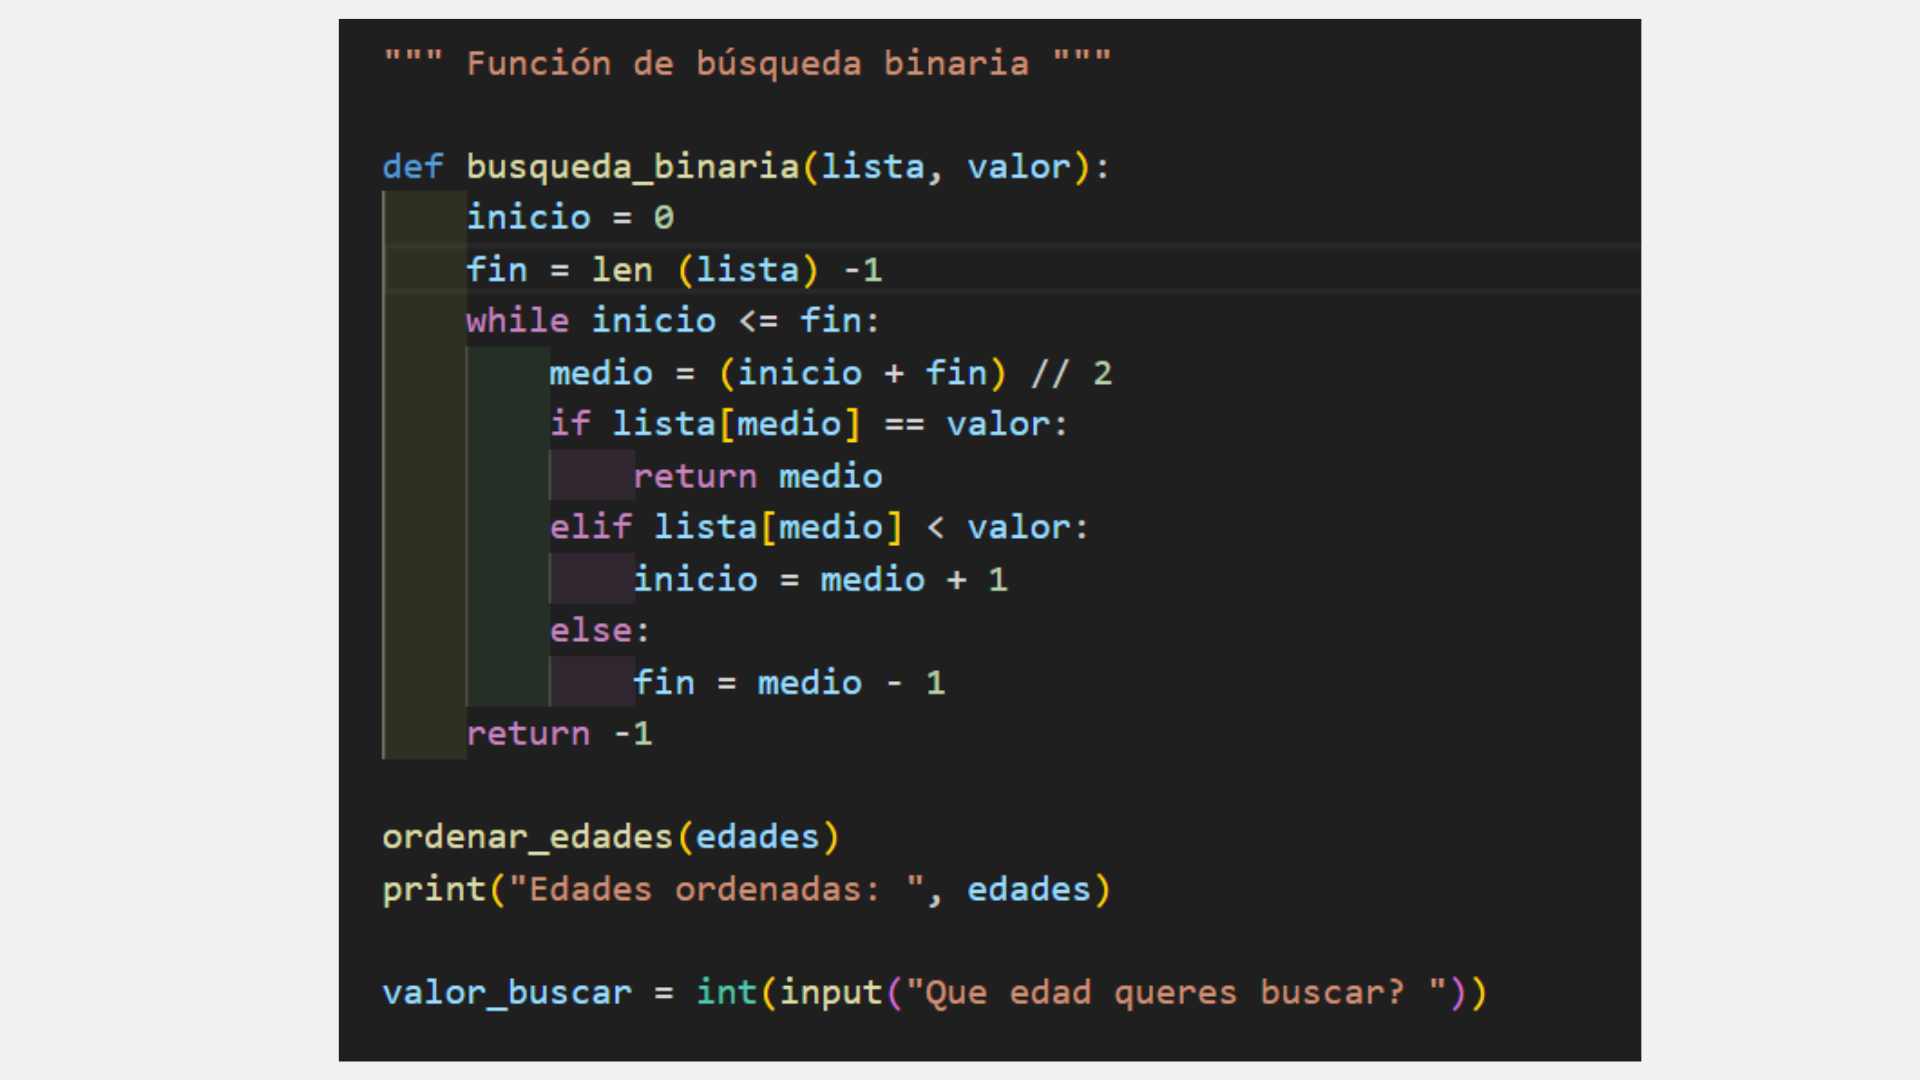 """ Función de búsqueda binaria """
def busqueda_binaria(lista, valor):
    inicio = 0
    fin = len (lista) -1
    while inicio <= fin:
        medio = (inicio + fin) // 2
        if lista[medio] == valor:
            return medio
        elif lista[medio] < valor:
            inicio = medio + 1
        else:
            fin = medio - 1
    return -1
ordenar_edades(edades)
print("Edades ordenadas: ", edades)
valor_buscar = int(input("Que edad queres buscar? "))